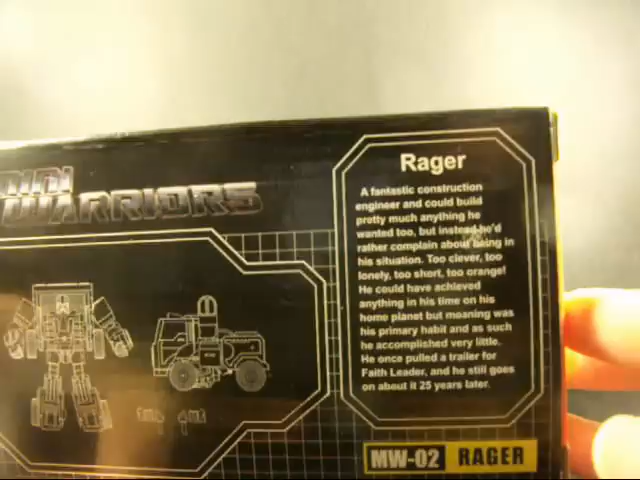 MINI
WARRIORS
Rager
A fantastic construction
engineer and could build
pretty much anything he
wanted too, but instead he'd
rather complain about being in
his situation. Too clever, too
lonely, too short, too orange!
He could have achieved
anything in his time on his
home planet but moaning was
his primary habit and as such
he accomplished very little.
He once pulled a trailer for
Faith Leader, and he still goes
on about it 25 years later.
MW-02 RAGER